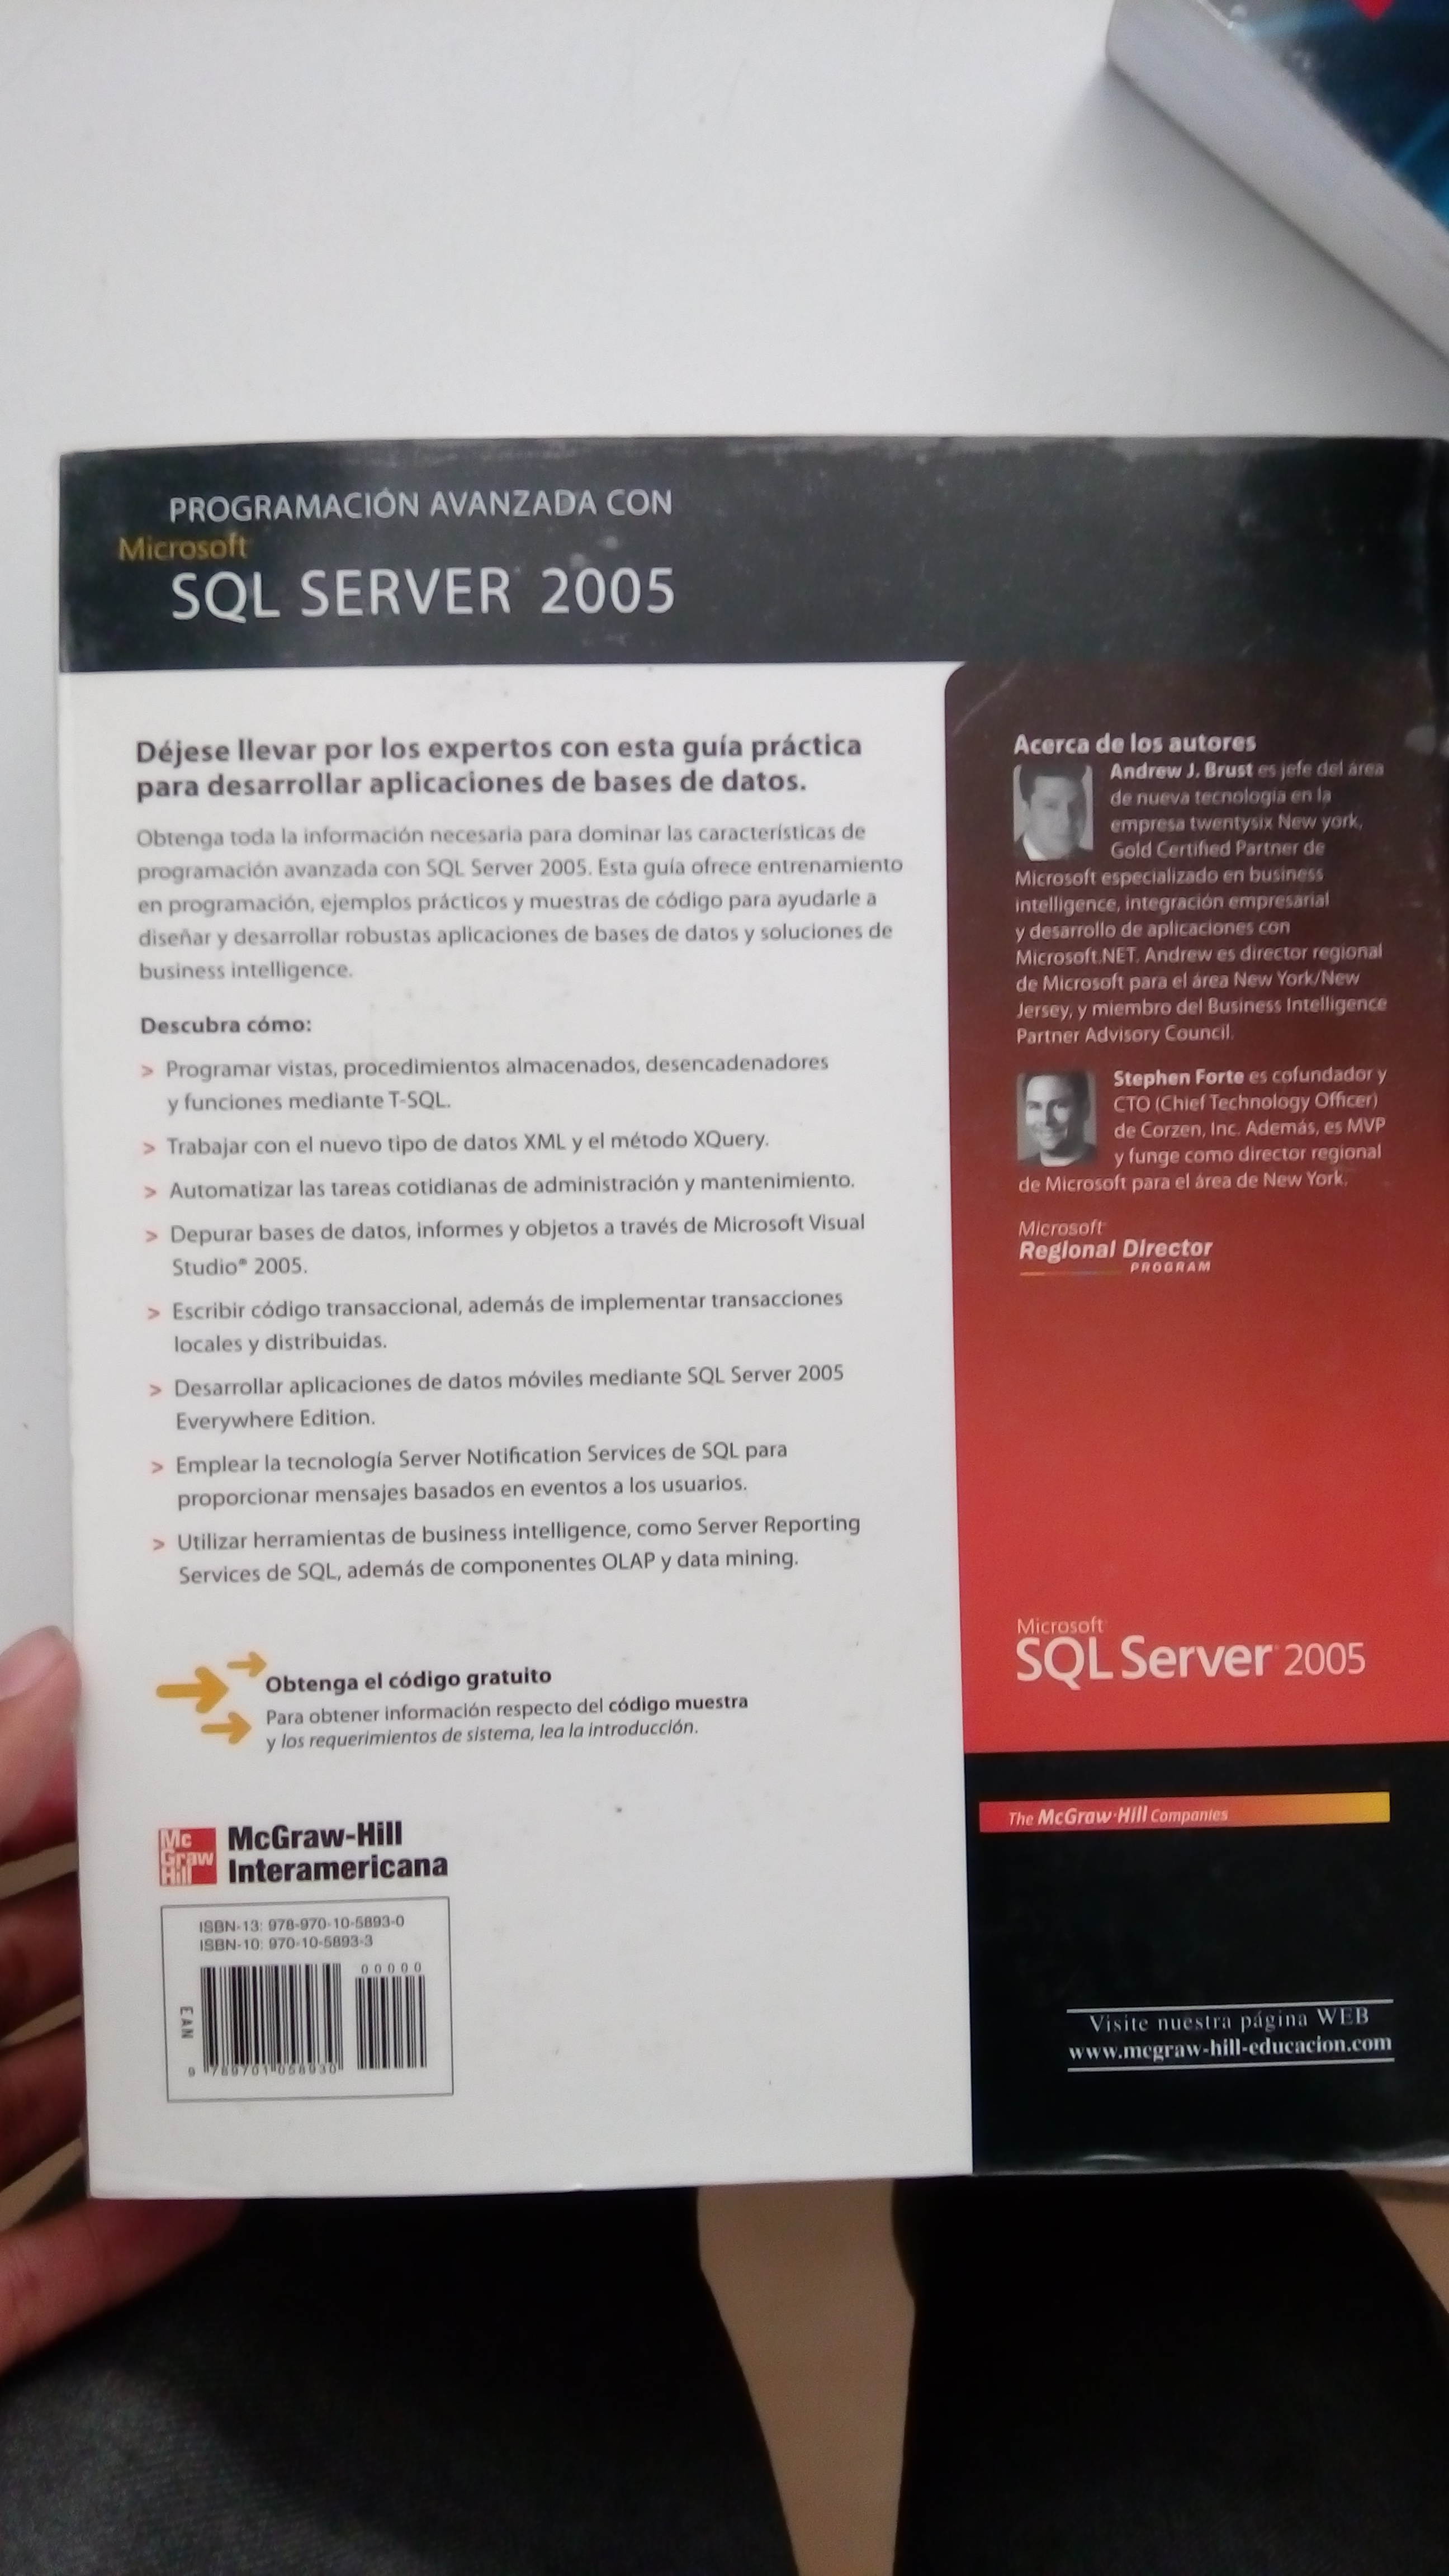 PROGRAMACIÓN AVANZADA CON
Microsoft
SQL SERVER 2005
Déjese llevar por los expertos con esta guía práctica
para desarrollar aplicaciones de bases de datos.
Obtenga toda la información necesaria para dominar las características de
programación avanzada con SQL Server 2005. Esta guía ofrece entrenamiento
en programación, ejemplos prácticos y muestras de código para ayudarle a
diseñar y desarrollar robustas aplicaciones de bases de datos y soluciones de
business intelligence.
Descubra cómo:
> Programar vistas, procedimientos almacenados, desencadenadores
y funciones mediante T-SQL.
> Trabajar con el nuevo tipo de datos XML y el método XQuery.
> Automatizar las tareas cotidianas de administración y mantenimiento.
> Depurar bases de datos, informes y objetos a través de Microsoft Visual
Studio® 2005.
> Escribir código transaccional, además de implementar transacciones
locales y distribuidas.
> Desarrollar aplicaciones de datos móviles mediante SQL Server 2005
Everywhere Edition.
> Emplear la tecnología Server Notification Services de SQL para
proporcionar mensajes basados en eventos a los usuarios.
> Utilizar herramientas de business intelligence, como Server Reporting
Services de SQL, además de componentes OLAP y data mining.
Obtenga el código gratuito
Para obtener información respecto del código muestra
y los requerimientos de sistema, lea la introducción.
Mc
Graw
Hill
McGraw-Hill
Interamericana
ISBN-13: 978-970-10-5893-0
ISBN-10: 970-10-5893-3
00000
EAN
9 789701 058930
Acerca de los autores
Andrew J. Brust es jefe del área
de nueva tecnología en la
empresa twentysix New york,
Gold Certified Partner de
Microsoft especializado en business
intelligence, integración empresarial
y desarrollo de aplicaciones con
Microsoft.NET. Andrew es director regional
de Microsoft para el área New York/New
Jersey, y miembro del Business Intelligence
Partner Advisory Council.
Stephen Forte es cofundador y
CTO (Chief Technology Officer)
de Corzen, Inc. Además, es MVP
y funge como director regional
de Microsoft para el área de New York.
Microsoft
Regional Director
PROGRAM
Microsoft
SQL Server 2005
The McGraw·Hill Companies
Visite nuestra página WEB
www.mcgraw-hill-educacion.com